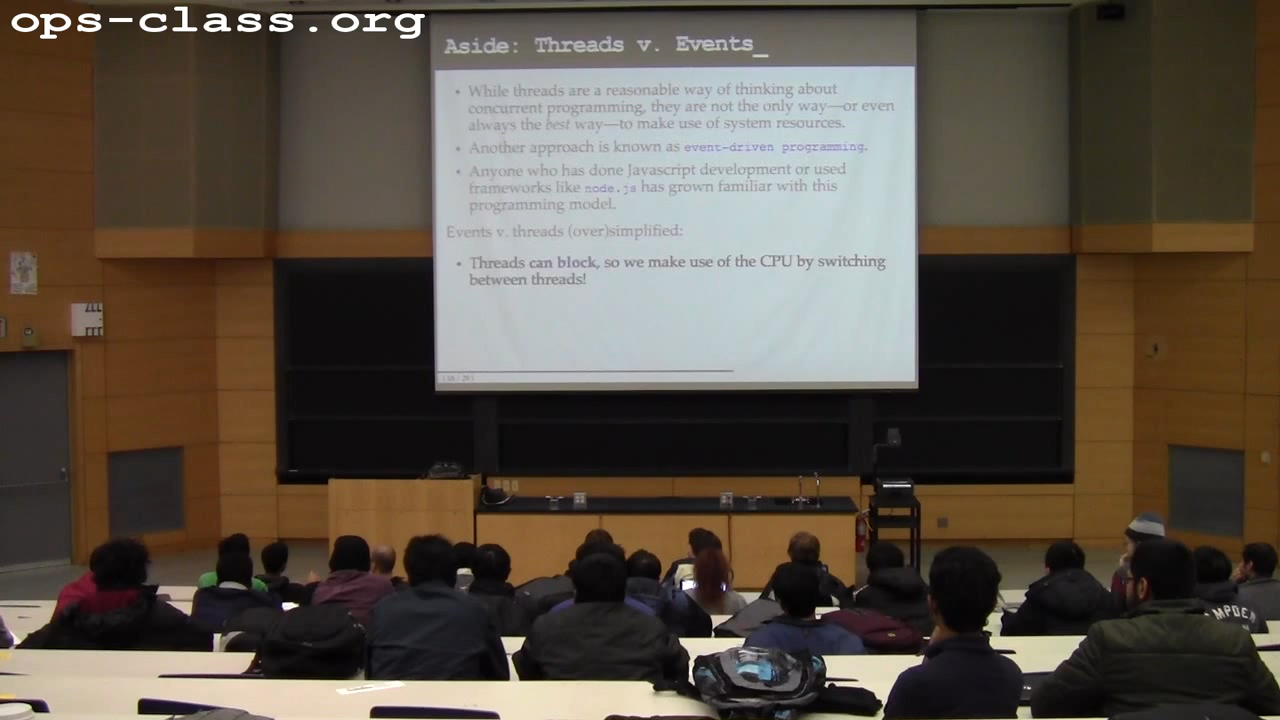 ops-class.org
Aside: Threads v. Events_
• While threads are a reasonable way of thinking about
concurrent programming, they are not the only way—or even
always the best way—to make use of system resources.
• Another approach is known as event-driven programming.
• Anyone who has done Javascript development or used
frameworks like node.js has grown familiar with this
programming model.
Events v. threads (over)simplified:
• Threads can block, so we make use of the CPU by switching
between threads!